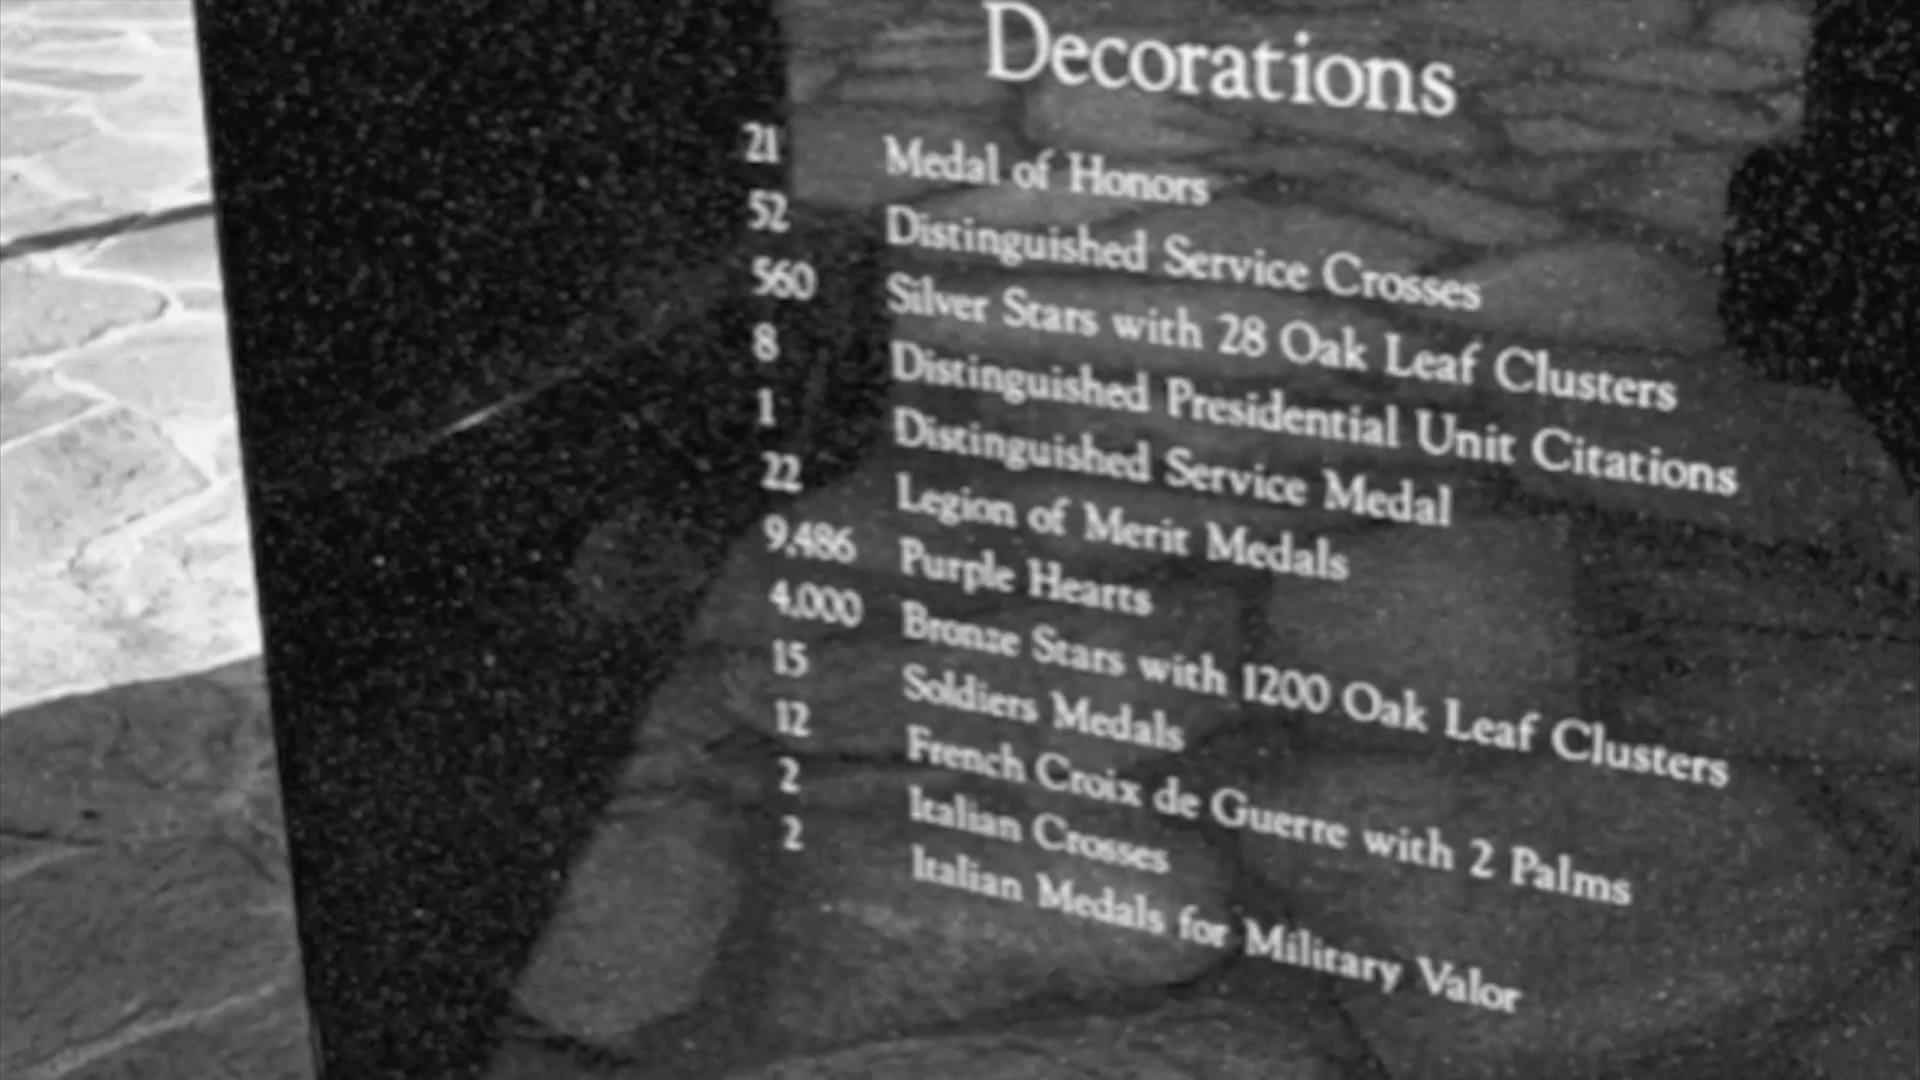 Decorations
21 Medal of Honors
52 Distinguished Service Crosses
560 Silver Stars with 28 Oak Leaf Clusters
8 Distinguished Presidential Unit Citations
1 Distinguished Service Medal
22 Legion of Merit Medals
9,486 Purple Hearts
4,000 Bronze Stars with 1200 Oak Leaf Clusters
15 Soldiers Medals
12 French Croix de Guerre with 2 Palms
2 Italian Crosses
2 Italian Medals for Military Valor